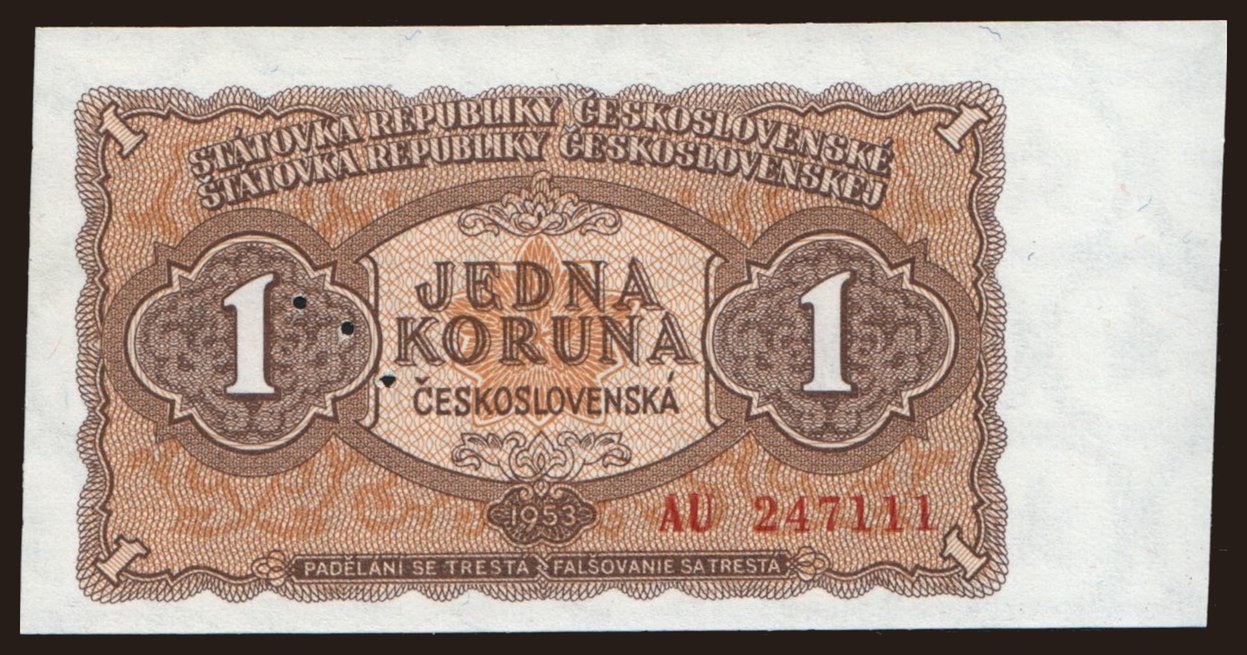 1 1
STÁTOVKA REPUBLIKY ČESKOSLOVENSKÉ
ŠTÁTOVKA REPUBLIKY ČESKOSLOVENSKEJ
1 JEDNA 1
KORUNA
ČESKOSLOVENSKÁ
1953
AU 247111
1 1
PADĚLÁNÍ SE TRESTÁ FALŠOVANIE SA TRESTÁ